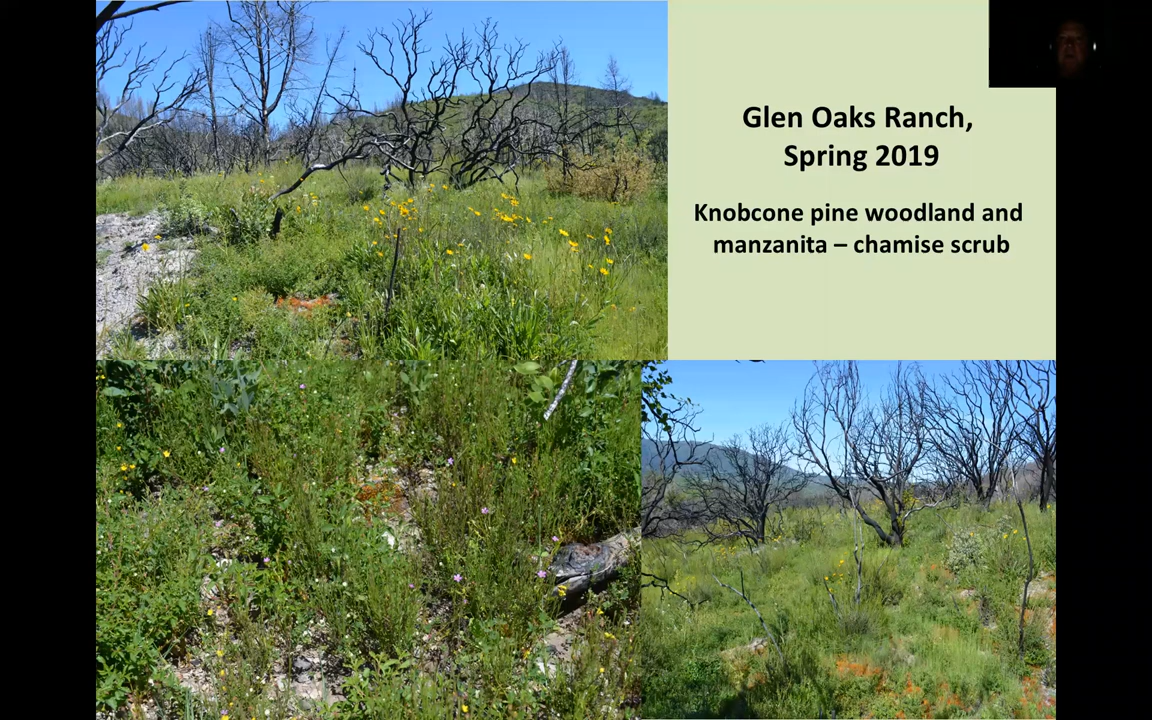 Glen Oaks Ranch,
Spring 2019
Knobcone pine woodland and
manzanita – chamise scrub